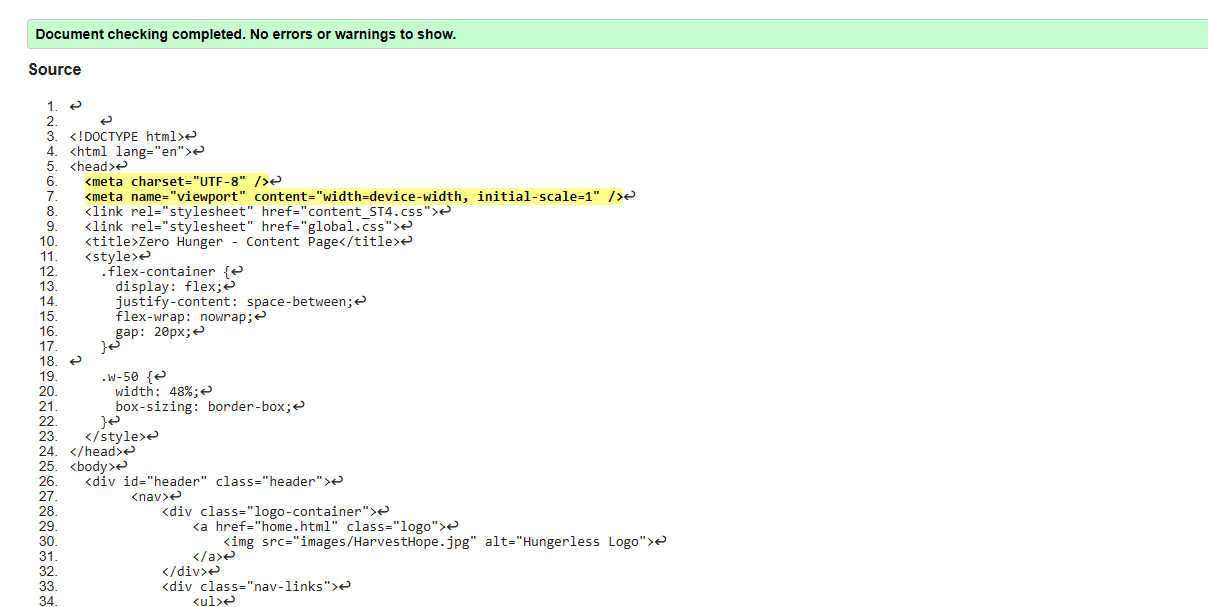 Document checking completed. No errors or warnings to show.
Source
1. ↩
2. ↩
3. <!DOCTYPE html>↩
4. <html lang="en">↩
5. <head>↩
6. <meta charset="UTF-8" />↩
7. <meta name="viewport" content="width=device-width, initial-scale=1" />↩
8. <link rel="stylesheet" href="content_ST4.css">↩
9. <link rel="stylesheet" href="global.css">↩
10. <title>Zero Hunger - Content Page</title>↩
11. <style>↩
12. .flex-container {↩
13. display: flex;↩
14. justify-content: space-between;↩
15. flex-wrap: nowrap;↩
16. gap: 20px;↩
17. }↩
18. ↩
19. .w-50 {↩
20. width: 48%;↩
21. box-sizing: border-box;↩
22. }↩
23. </style>↩
24. </head>↩
25. <body>↩
26. <div id="header" class="header">↩
27. <nav>↩
28. <div class="logo-container">↩
29. <a href="home.html" class="logo">↩
30. <img src="images/HarvestHope.jpg" alt="Hungerless Logo">↩
31. </a>↩
32. </div>↩
33. <div class="nav-links">↩
34. <ul>↩